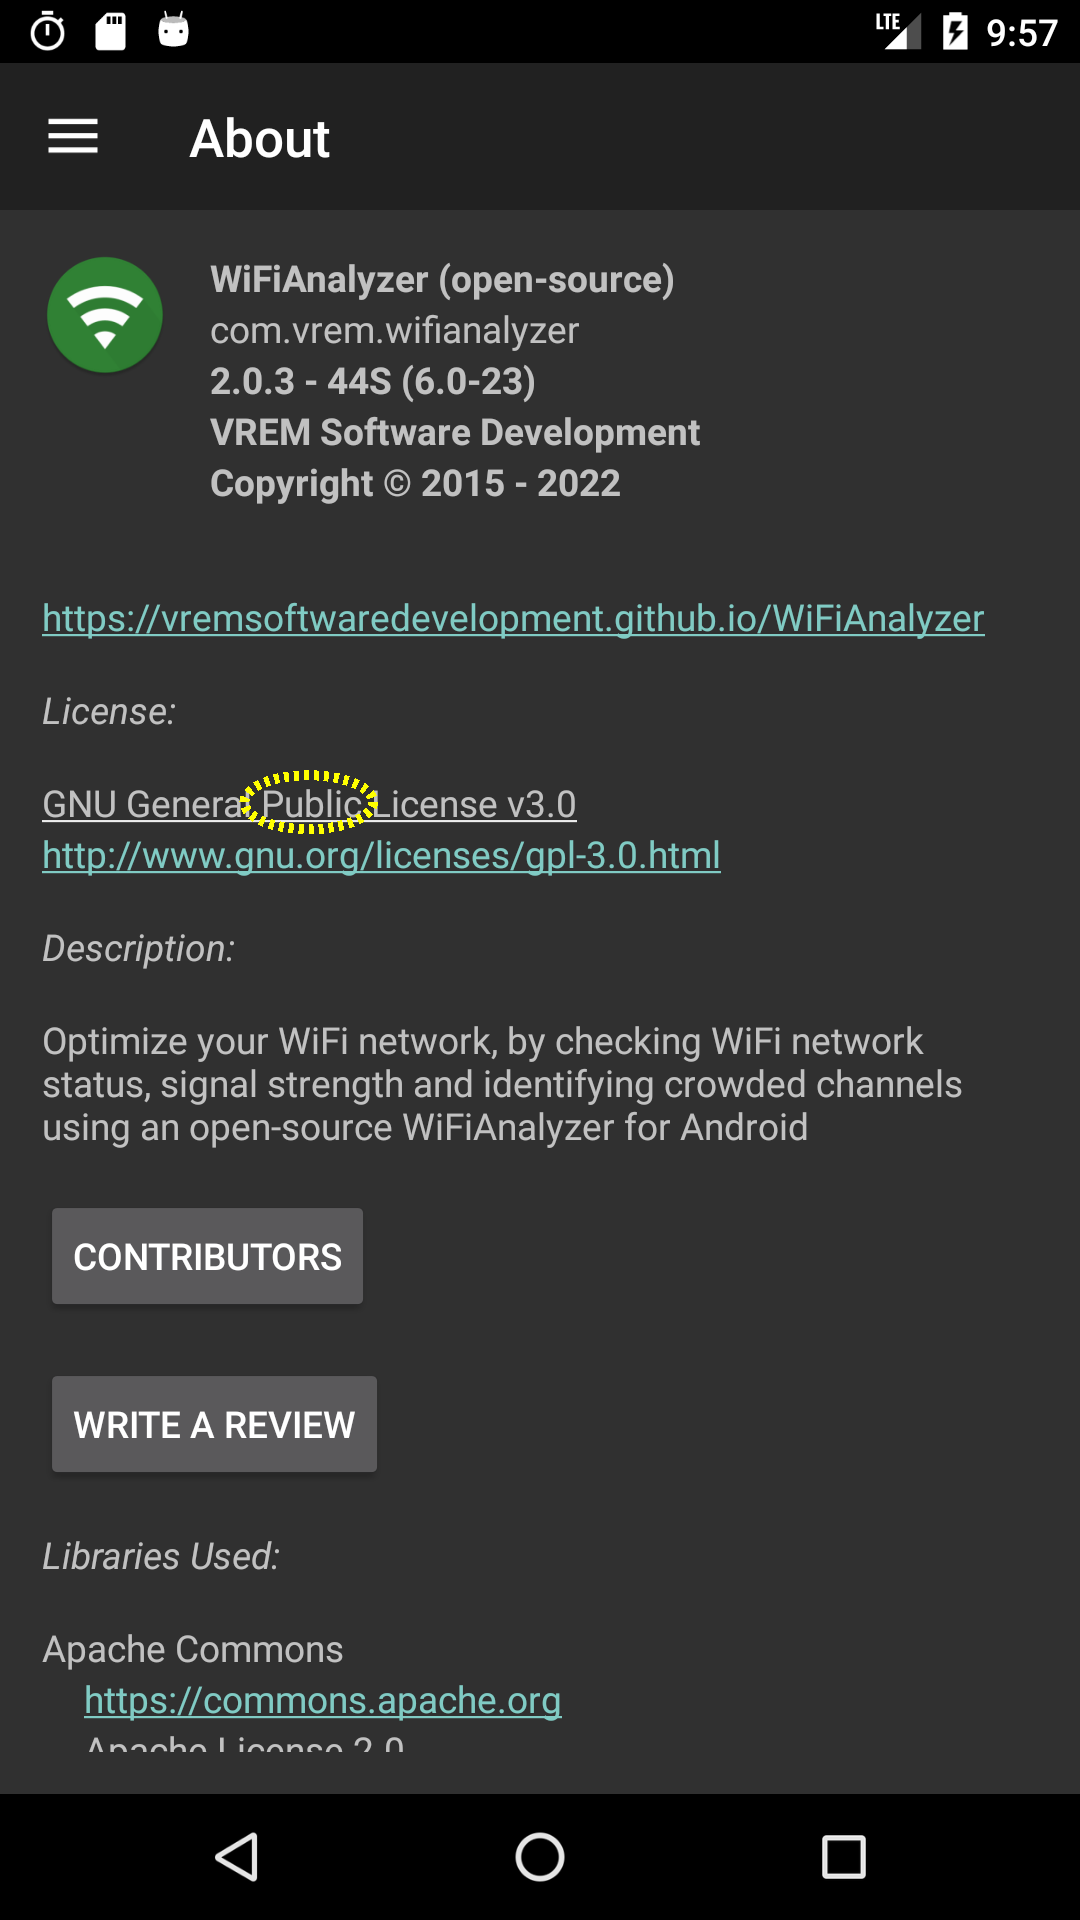 LTE 9:57
About
WiFiAnalyzer (open-source)
com.vrem.wifianalyzer
2.0.3 - 44S (6.0-23)
VREM Software Development
Copyright © 2015 - 2022
https://vremsoftwaredevelopment.github.io/WiFiAnalyzer
License:
GNU General Public License v3.0
http://www.gnu.org/licenses/gpl-3.0.html
Description:
Optimize your WiFi network, by checking WiFi network
status, signal strength and identifying crowded channels
using an open-source WiFiAnalyzer for Android
CONTRIBUTORS
WRITE A REVIEW
Libraries Used:
Apache Commons
https://commons.apache.org
Apache License 2.0